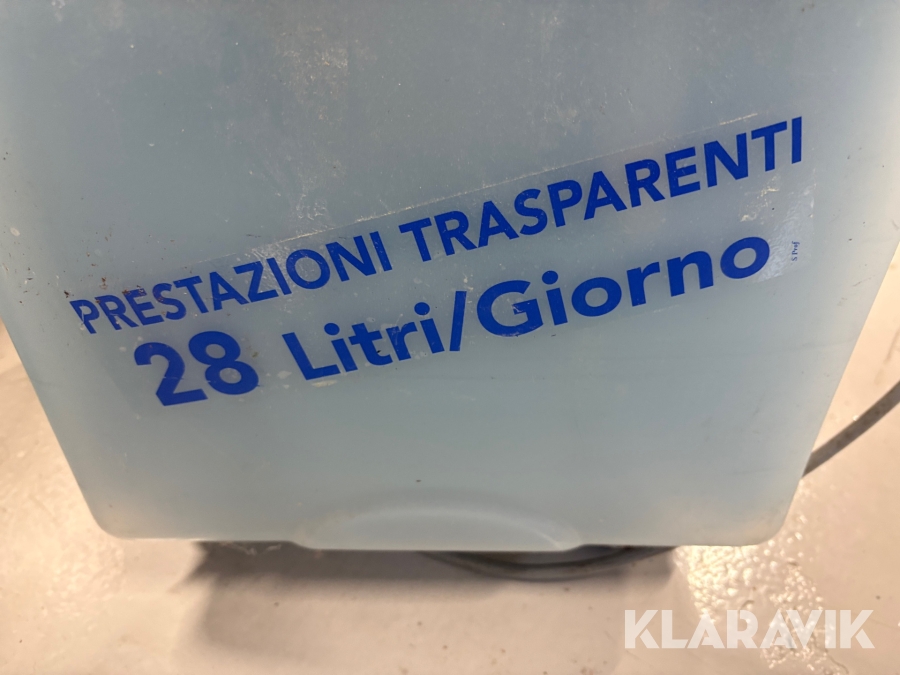 PRESTAZIONI TRASPARENTI
28 Litri/Giorno
KLARAVIK